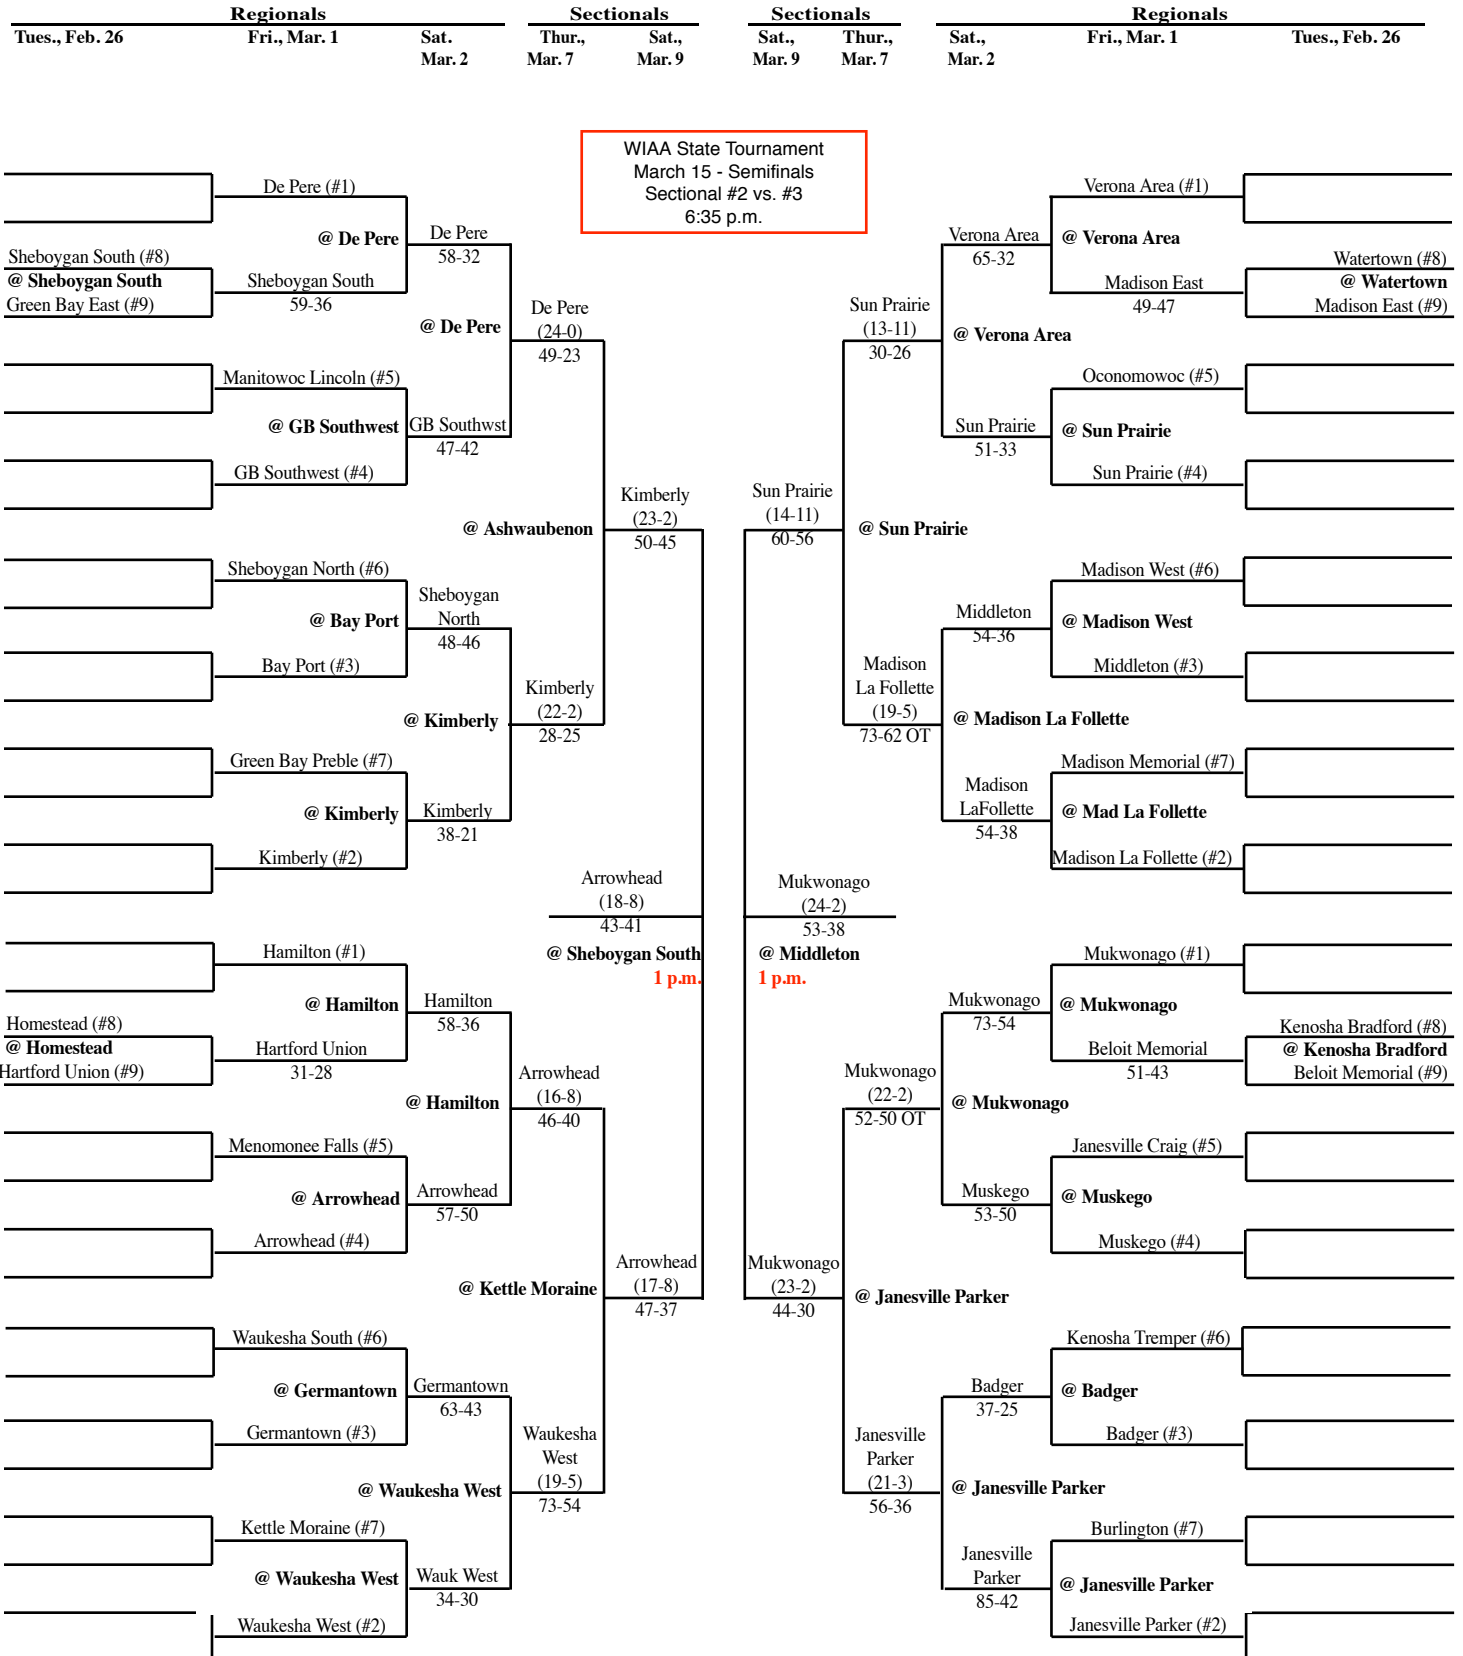 Regionals
Sectionals
Sectionals
Regionals
Tues., Feb. 26
Fri., Mar. 1
Sat.
Mar. 2
Thur.,
Mar. 7
Sat.,
Mar. 9
Sat.,
Mar. 9
Thur.,
Mar. 7
Sat.,
Mar. 2
Fri., Mar. 1
Tues., Feb. 26
WIAA State Tournament
March 15 - Semifinals
Sectional #2 vs. #3
6:35 p.m.
De Pere (#1)
@ De Pere
De Pere
58-32
Sheboygan South (#8)
@ Sheboygan South
Green Bay East (#9)
Sheboygan South
59-36
@ De Pere
De Pere
(24-0)
49-23
Manitowoc Lincoln (#5)
@ GB Southwest
GB Southwst
47-42
GB Southwest (#4)
@ Ashwaubenon
Kimberly
(23-2)
50-45
Sheboygan North (#6)
@ Bay Port
Sheboygan
North
48-46
Bay Port (#3)
@ Kimberly
Kimberly
(22-2)
28-25
Green Bay Preble (#7)
@ Kimberly
Kimberly
38-21
Kimberly (#2)
Arrowhead
(18-8)
43-41
@ Sheboygan South
1 p.m.
Hamilton (#1)
@ Hamilton
Hamilton
58-36
Homestead (#8)
@ Homestead
Hartford Union (#9)
Hartford Union
31-28
@ Hamilton
Arrowhead
(16-8)
46-40
Menomonee Falls (#5)
@ Arrowhead
Arrowhead
57-50
Arrowhead (#4)
@ Kettle Moraine
Arrowhead
(17-8)
47-37
Waukesha South (#6)
@ Germantown
Germantown
63-43
Germantown (#3)
@ Waukesha West
Waukesha
West
(19-5)
73-54
Kettle Moraine (#7)
@ Waukesha West
Wauk West
34-30
Waukesha West (#2)
Verona Area (#1)
@ Verona Area
Verona Area
65-32
Watertown (#8)
@ Watertown
Madison East (#9)
Madison East
49-47
Sun Prairie
(13-11)
30-26
@ Verona Area
Oconomowoc (#5)
@ Sun Prairie
Sun Prairie
51-33
Sun Prairie (#4)
Sun Prairie
(14-11)
60-56
@ Sun Prairie
Madison West (#6)
@ Madison West
Middleton
54-36
Middleton (#3)
Madison
La Follette
(19-5)
73-62 OT
@ Madison La Follette
Madison Memorial (#7)
@ Mad La Follette
Madison
LaFollette
54-38
Madison La Follette (#2)
Mukwonago
(24-2)
53-38
@ Middleton
1 p.m.
Mukwonago (#1)
@ Mukwonago
Mukwonago
73-54
Kenosha Bradford (#8)
@ Kenosha Bradford
Beloit Memorial (#9)
Beloit Memorial
51-43
Mukwonago
(22-2)
52-50 OT
@ Mukwonago
Janesville Craig (#5)
@ Muskego
Muskego
53-50
Muskego (#4)
Mukwonago
(23-2)
44-30
@ Janesville Parker
Kenosha Tremper (#6)
@ Badger
Badger
37-25
Badger (#3)
Janesville
Parker
(21-3)
56-36
@ Janesville Parker
Burlington (#7)
@ Janesville Parker
Janesville
Parker
85-42
Janesville Parker (#2)